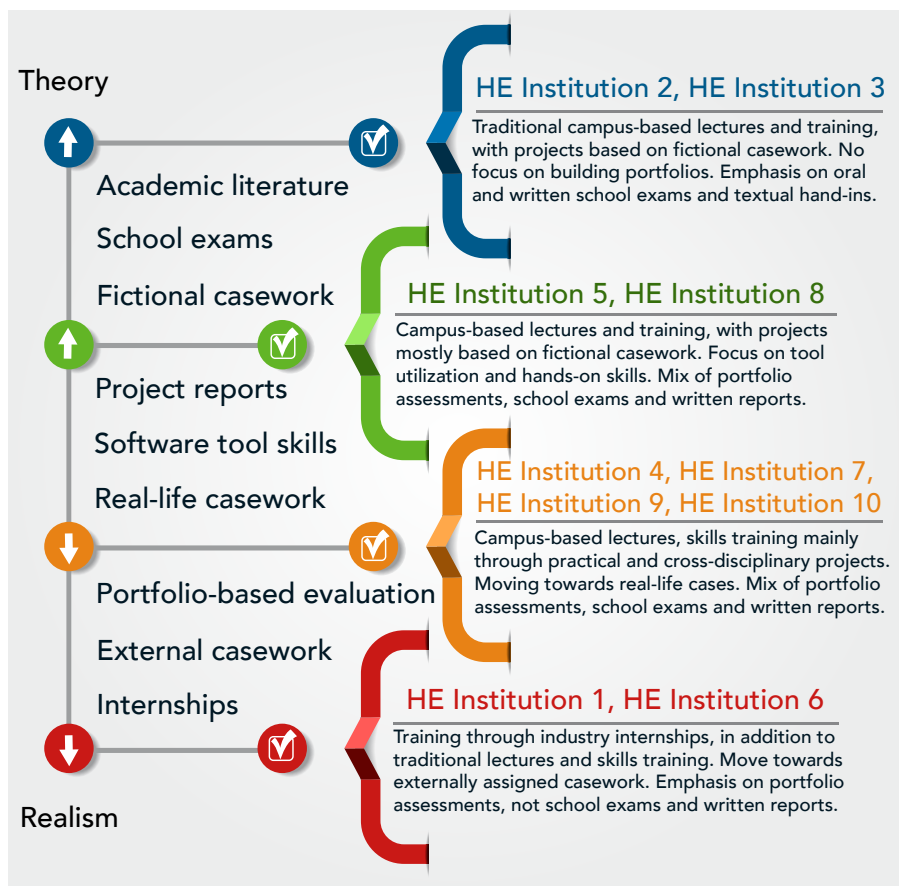 Theory
HE Institution 2, HE Institution 3
Traditional campus-based lectures and training,
with projects based on fictional casework. No
focus on building portfolios. Emphasis on oral
and written school exams and textual hand-ins.
Academic literature
School exams
Fictional casework
HE Institution 5, HE Institution 8
Campus-based lectures and training, with projects
mostly based on fictional casework. Focus on tool
utilization and hands-on skills. Mix of portfolio
assessments, school exams and written reports.
Project reports
Software tool skills
Real-life casework
HE Institution 4, HE Institution 7,
HE Institution 9, HE Institution 10
Campus-based lectures, skills training mainly
through practical and cross-disciplinary projects.
Moving towards real-life cases. Mix of portfolio
assessments, school exams and written reports.
Portfolio-based evaluation
External casework
Internships
HE Institution 1, HE Institution 6
Training through industry internships, in addition to
traditional lectures and skills training. Move towards
externally assigned casework. Emphasis on portfolio
assessments, not school exams and written reports.
Realism